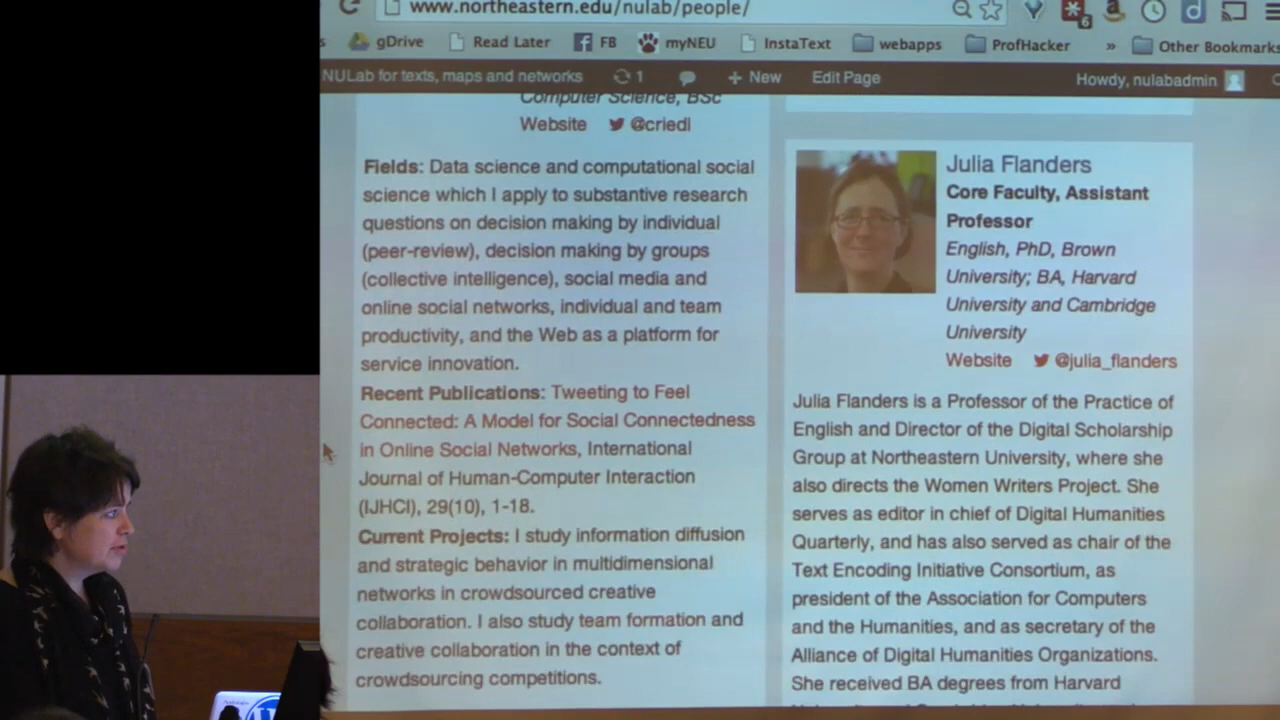 www.northeastern.edu/nulab/people/
6
gDrive Read Later FB myNEU InstaText webapps ProfHacker » Other Bookmarks
NULab for texts, maps and networks 1 + New Edit Page Howdy, nulabadmin
Computer Science, BSc
Website @criedl
Fields: Data science and computational social
science which I apply to substantive research
questions on decision making by individual
(peer-review), decision making by groups
(collective intelligence), social media and
online social networks, individual and team
productivity, and the Web as a platform for
service innovation.
Recent Publications: Tweeting to Feel
Connected: A Model for Social Connectedness
in Online Social Networks, International
Journal of Human-Computer Interaction
(IJHCI), 29(10), 1-18.
Current Projects: I study information diffusion
and strategic behavior in multidimensional
networks in crowdsourced creative
collaboration. I also study team formation and
creative collaboration in the context of
crowdsourcing competitions.
Julia Flanders
Core Faculty, Assistant
Professor
English, PhD, Brown
University; BA, Harvard
University and Cambridge
University
Website @julia_flanders
Julia Flanders is a Professor of the Practice of
English and Director of the Digital Scholarship
Group at Northeastern University, where she
also directs the Women Writers Project. She
serves as editor in chief of Digital Humanities
Quarterly, and has also served as chair of the
Text Encoding Initiative Consortium, as
president of the Association for Computers
and the Humanities, and as secretary of the
Alliance of Digital Humanities Organizations.
She received BA degrees from Harvard